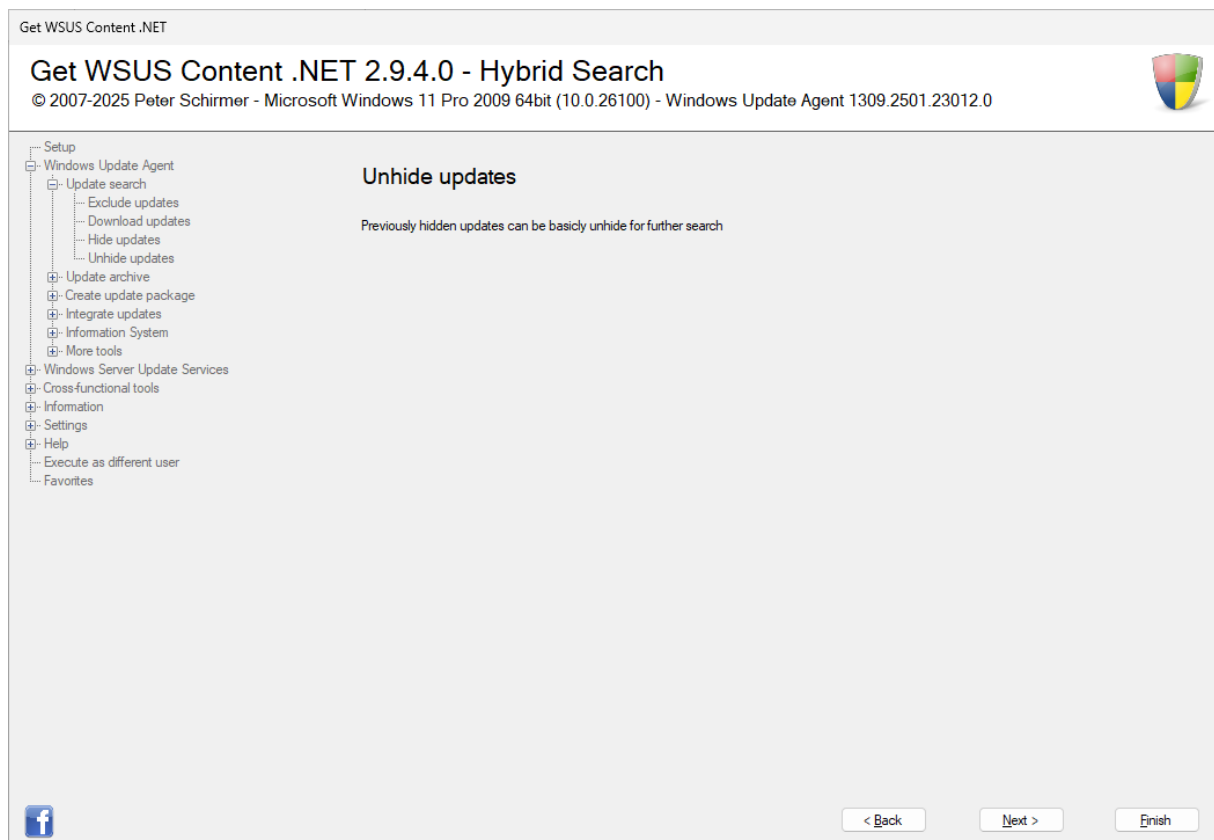 Get WSUS Content .NET
Get WSUS Content .NET 2.9.4.0 - Hybrid Search
© 2007-2025 Peter Schirmer - Microsoft Windows 11 Pro 2009 64bit (10.0.26100) - Windows Update Agent 1309.2501.23012.0
Setup
Windows Update Agent
Update search
Exclude updates
Download updates
Hide updates
Unhide updates
Update archive
Create update package
Integrate updates
Information System
More tools
Windows Server Update Services
Cross-functional tools
Information
Settings
Help
Execute as different user
Favorites
Unhide updates
Previously hidden updates can be basicly unhide for further search
f
< Back
Next >
Finish